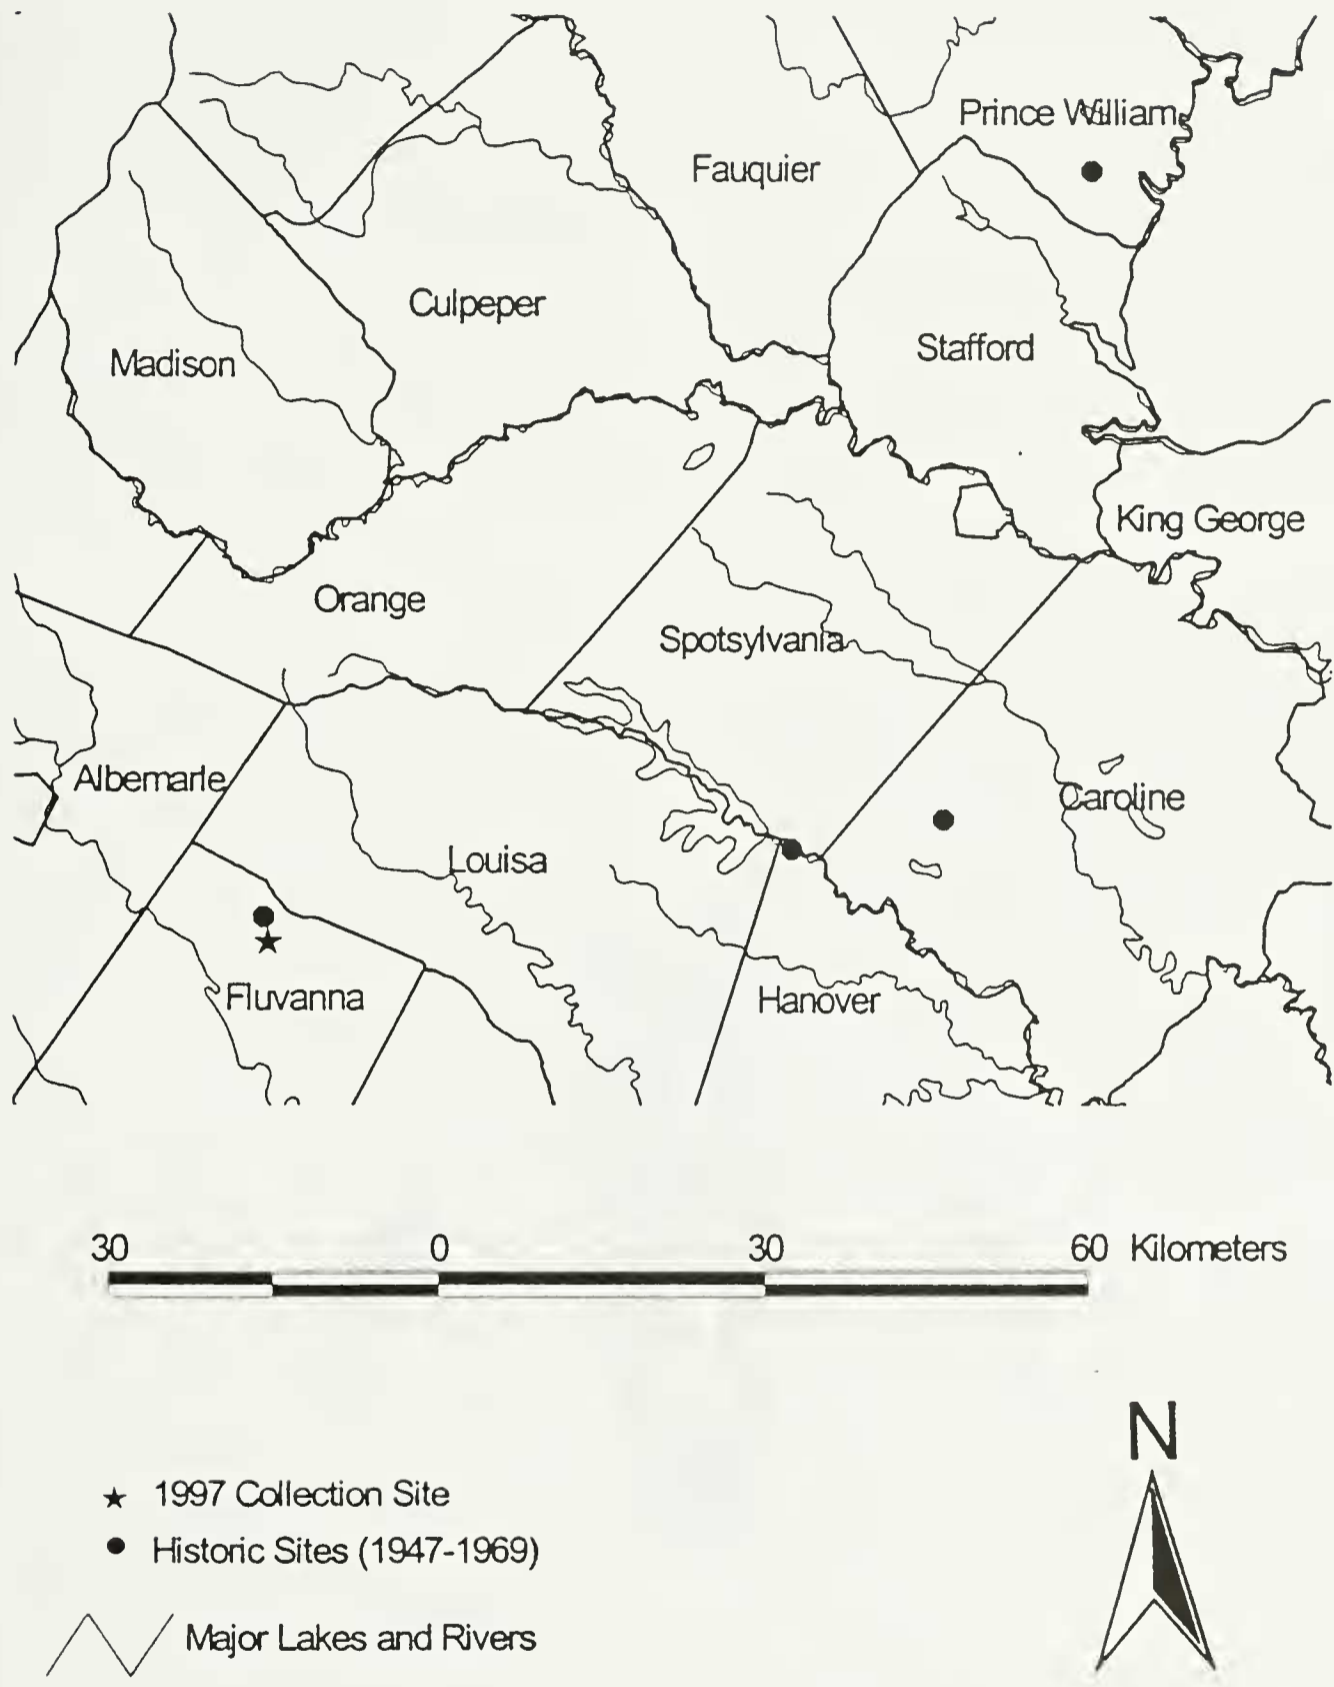 Prince William
Fauquier
Culpeper
Stafford
Madison
King George
Orange
Spotsylvania
Albemarle
Caroline
Louisa
Fluvanna
Hanover
30 0 30 60 Kilometers
N
1997 Collection Site
Historic Sites (1947-1969)
Major Lakes and Rivers